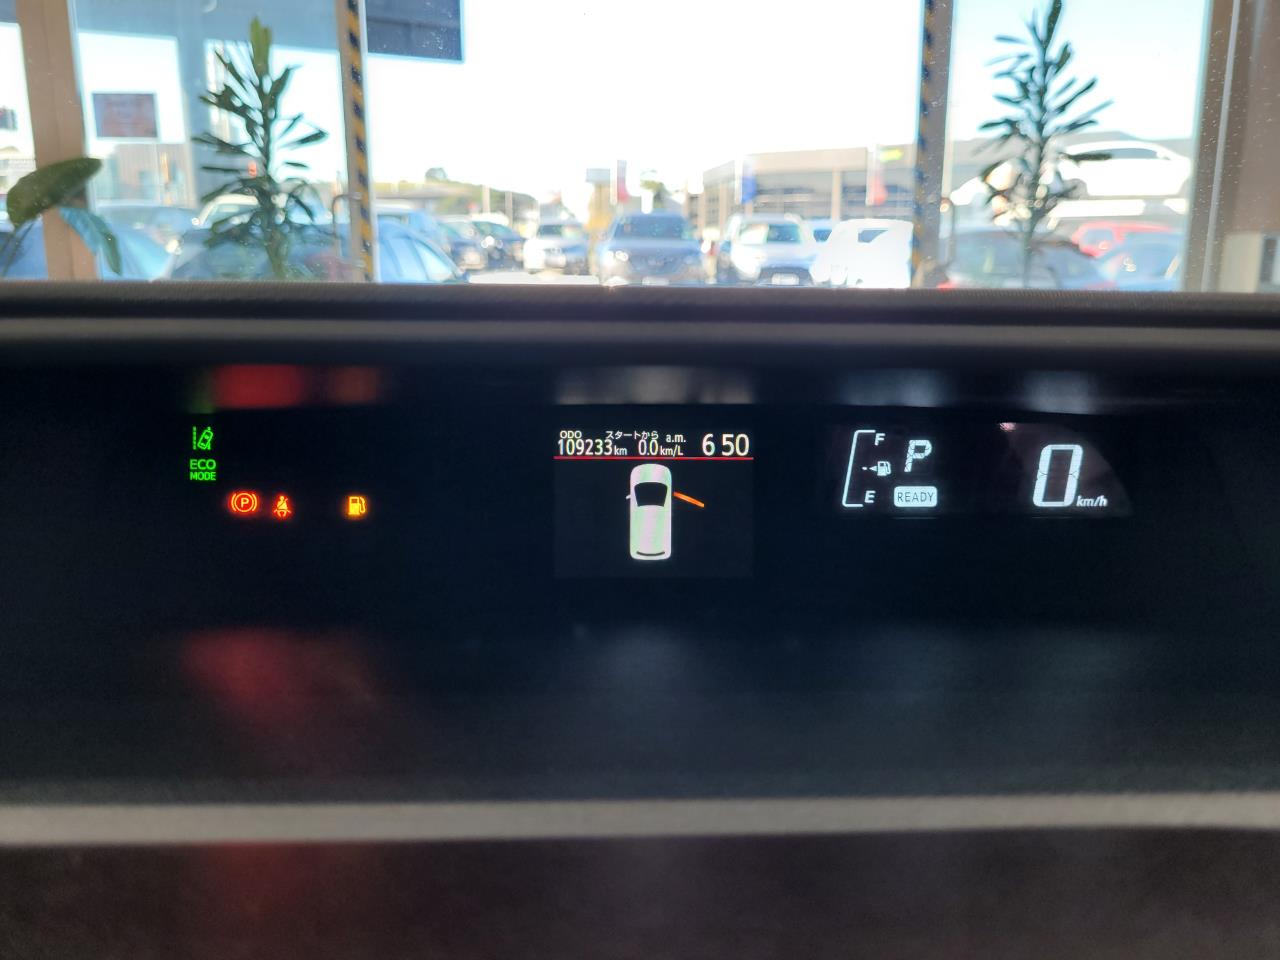 ECO
MODE
P
ODO スタートから a.m.
109233km 0.0km/L 6 50
F
E
P
READY
0 km/h